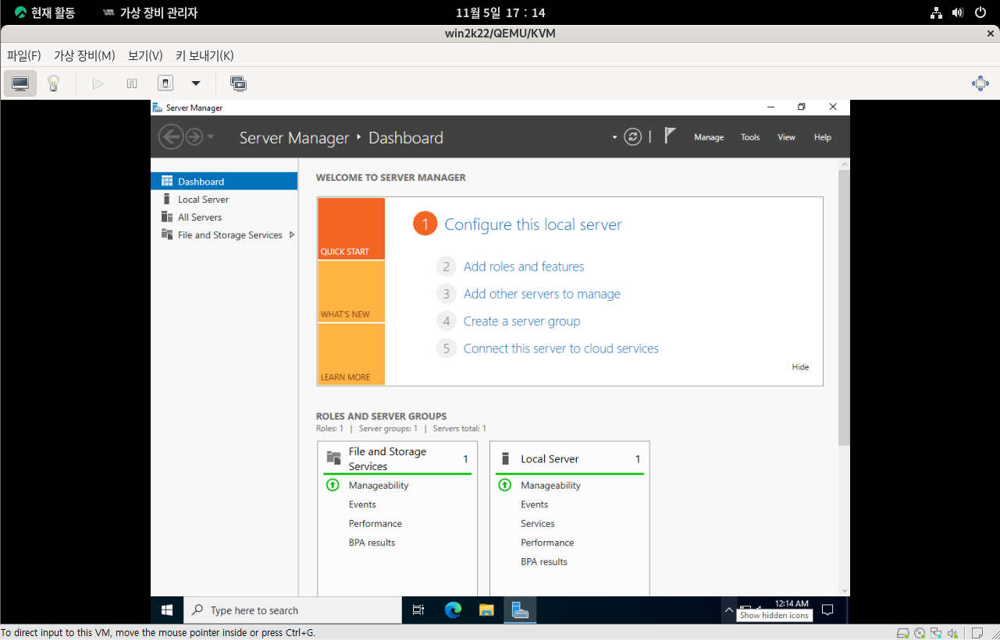 현재 활동 가상 장비 관리자 11월 5일 17 : 14
win2k22/QEMU/KVM
파일(F) 가상 장비(M) 보기(V) 키 보내기(K)
Server Manager
Server Manager Dashboard Manage Tools View Help
Dashboard
Local Server
All Servers
File and Storage Services
WELCOME TO SERVER MANAGER
QUICK START
WHAT'S NEW
LEARN MORE
1 Configure this local server
2 Add roles and features
3 Add other servers to manage
4 Create a server group
5 Connect this server to cloud services
Hide
ROLES AND SERVER GROUPS
Roles: 1 | Server groups: 1 | Servers total: 1
File and Storage
Services 1
Manageability
Events
Performance
BPA results
Local Server 1
Manageability
Events
Services
Performance
BPA results
Type here to search
12:14 AM
Show hidden icons
To direct input to this VM, move the mouse pointer inside or press Ctrl+G.